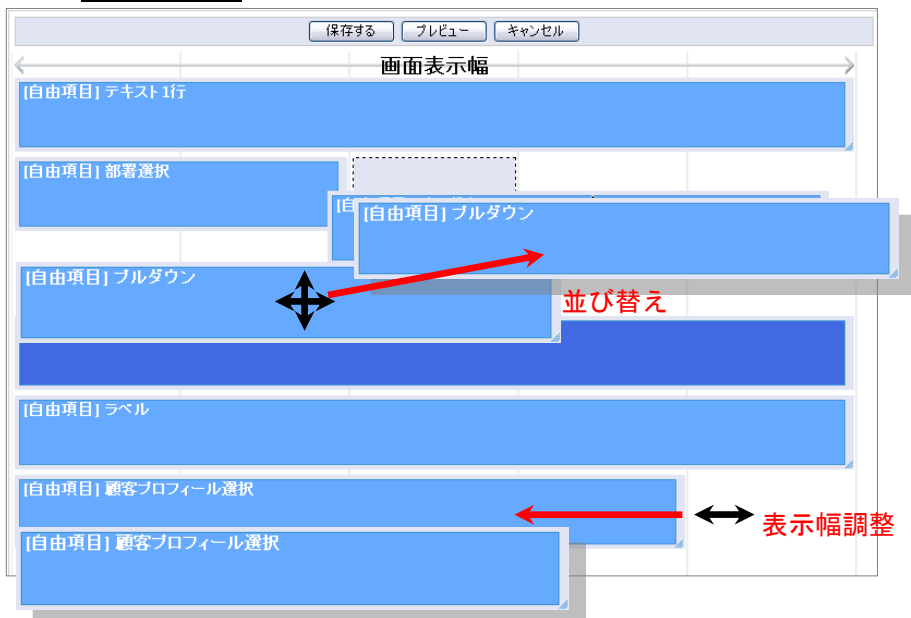 保存する プレビュー キャンセル
画面表示幅
[自由項目] テキスト1行
[自由項目] 部署選択
[自由項目] プルダウン
[自由項目] プルダウン
並び替え
[自由項目] ラベル
[自由項目] 顧客プロフィール選択
表示幅調整
[自由項目] 顧客プロフィール選択